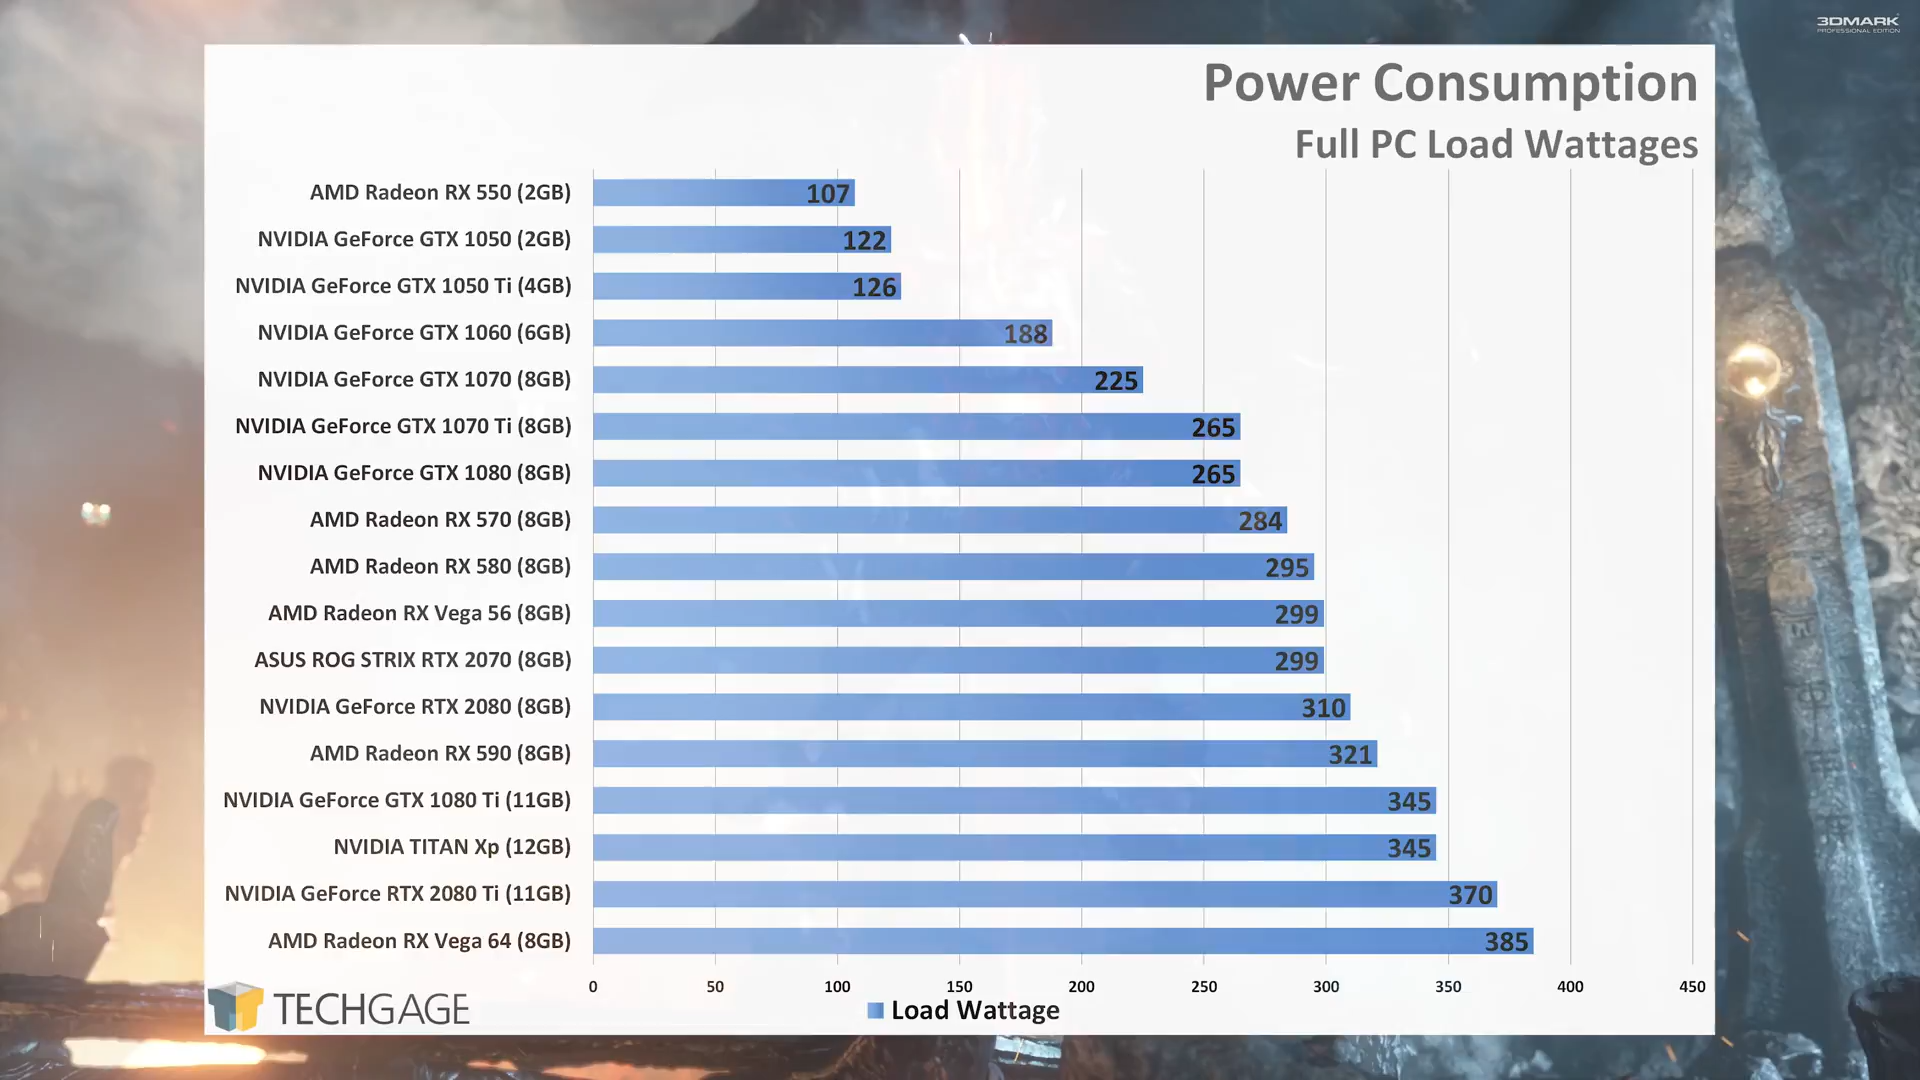 3DMARK
PROFESSIONAL EDITION
Power Consumption
Full PC Load Wattages
AMD Radeon RX 550 (2GB) 107
NVIDIA GeForce GTX 1050 (2GB) 122
NVIDIA GeForce GTX 1050 Ti (4GB) 126
NVIDIA GeForce GTX 1060 (6GB) 188
NVIDIA GeForce GTX 1070 (8GB) 225
NVIDIA GeForce GTX 1070 Ti (8GB) 265
NVIDIA GeForce GTX 1080 (8GB) 265
AMD Radeon RX 570 (8GB) 284
AMD Radeon RX 580 (8GB) 295
AMD Radeon RX Vega 56 (8GB) 299
ASUS ROG STRIX RTX 2070 (8GB) 299
NVIDIA GeForce RTX 2080 (8GB) 310
AMD Radeon RX 590 (8GB) 321
NVIDIA GeForce GTX 1080 Ti (11GB) 345
NVIDIA TITAN Xp (12GB) 345
NVIDIA GeForce RTX 2080 Ti (11GB) 370
AMD Radeon RX Vega 64 (8GB) 385
0 50 100 150 200 250 300 350 400 450
Load Wattage
TECHGAGE